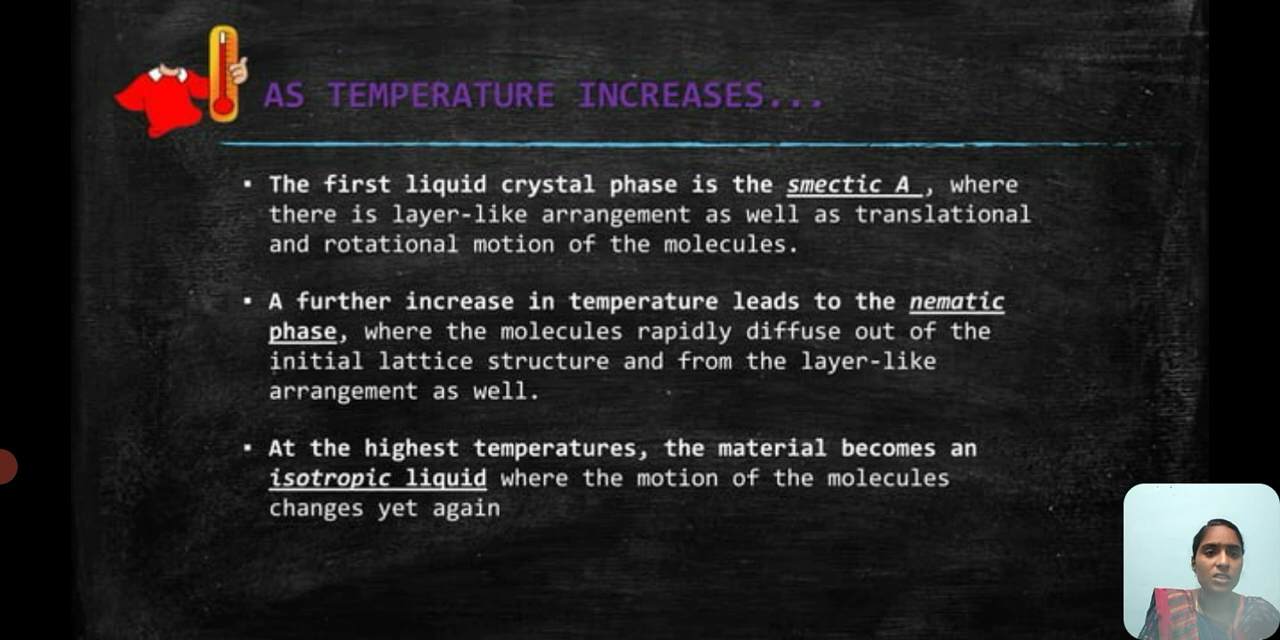 AS TEMPERATURE INCREASES...
▪ The first liquid crystal phase is the smectic A , where
there is layer-like arrangement as well as translational
and rotational motion of the molecules.
▪ A further increase in temperature leads to the nematic
phase, where the molecules rapidly diffuse out of the
initial lattice structure and from the layer-like
arrangement as well.
▪ At the highest temperatures, the material becomes an
isotropic liquid where the motion of the molecules
changes yet again